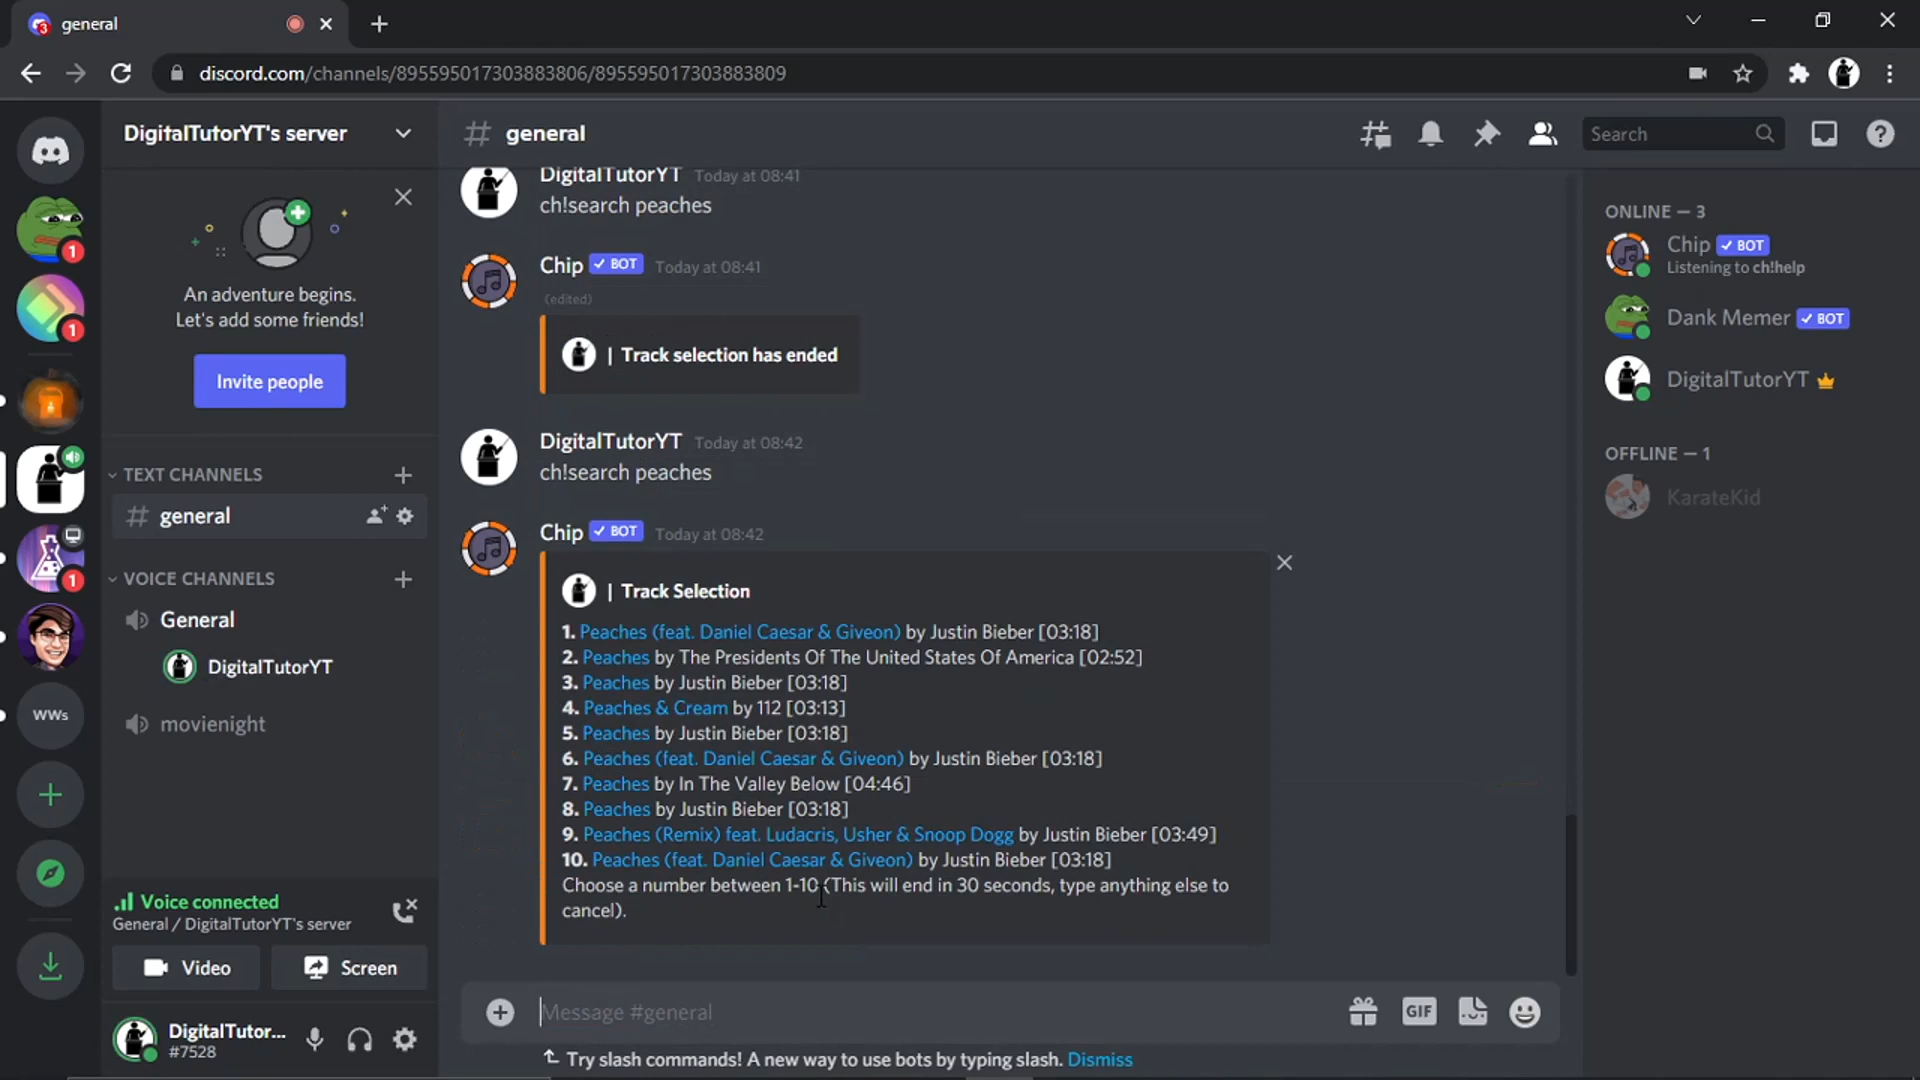 general
discord.com/channels/895595017303883806/895595017303883809
DigitalTutorYT's server
general
Search
An adventure begins.
Let's add some friends!
Invite people
TEXT CHANNELS
general
VOICE CHANNELS
General
DigitalTutorYT
movienight
1
1
1
WWs
3
Voice connected
General / DigitalTutorYT's server
Video
Screen
DigitalTutor...
#7528
DigitalTutorYT Today at 08:41
ch!search peaches
Chip BOT Today at 08:41
(edited)
| Track selection has ended
DigitalTutorYT Today at 08:42
ch!search peaches
Chip BOT Today at 08:42
| Track Selection
1. Peaches (feat. Daniel Caesar & Giveon) by Justin Bieber [03:18]
2. Peaches by The Presidents Of The United States Of America [02:52]
3. Peaches by Justin Bieber [03:18]
4. Peaches & Cream by 112 [03:13]
5. Peaches by Justin Bieber [03:18]
6. Peaches (feat. Daniel Caesar & Giveon) by Justin Bieber [03:18]
7. Peaches by In The Valley Below [04:46]
8. Peaches by Justin Bieber [03:18]
9. Peaches (Remix) feat. Ludacris, Usher & Snoop Dogg by Justin Bieber [03:49]
10. Peaches (feat. Daniel Caesar & Giveon) by Justin Bieber [03:18]
Choose a number between 1-10 (This will end in 30 seconds, type anything else to
cancel).
Message #general
GIF
Try slash commands! A new way to use bots by typing slash. Dismiss
ONLINE — 3
Chip BOT
Listening to ch!help
Dank Memer BOT
DigitalTutorYT
OFFLINE — 1
KarateKid